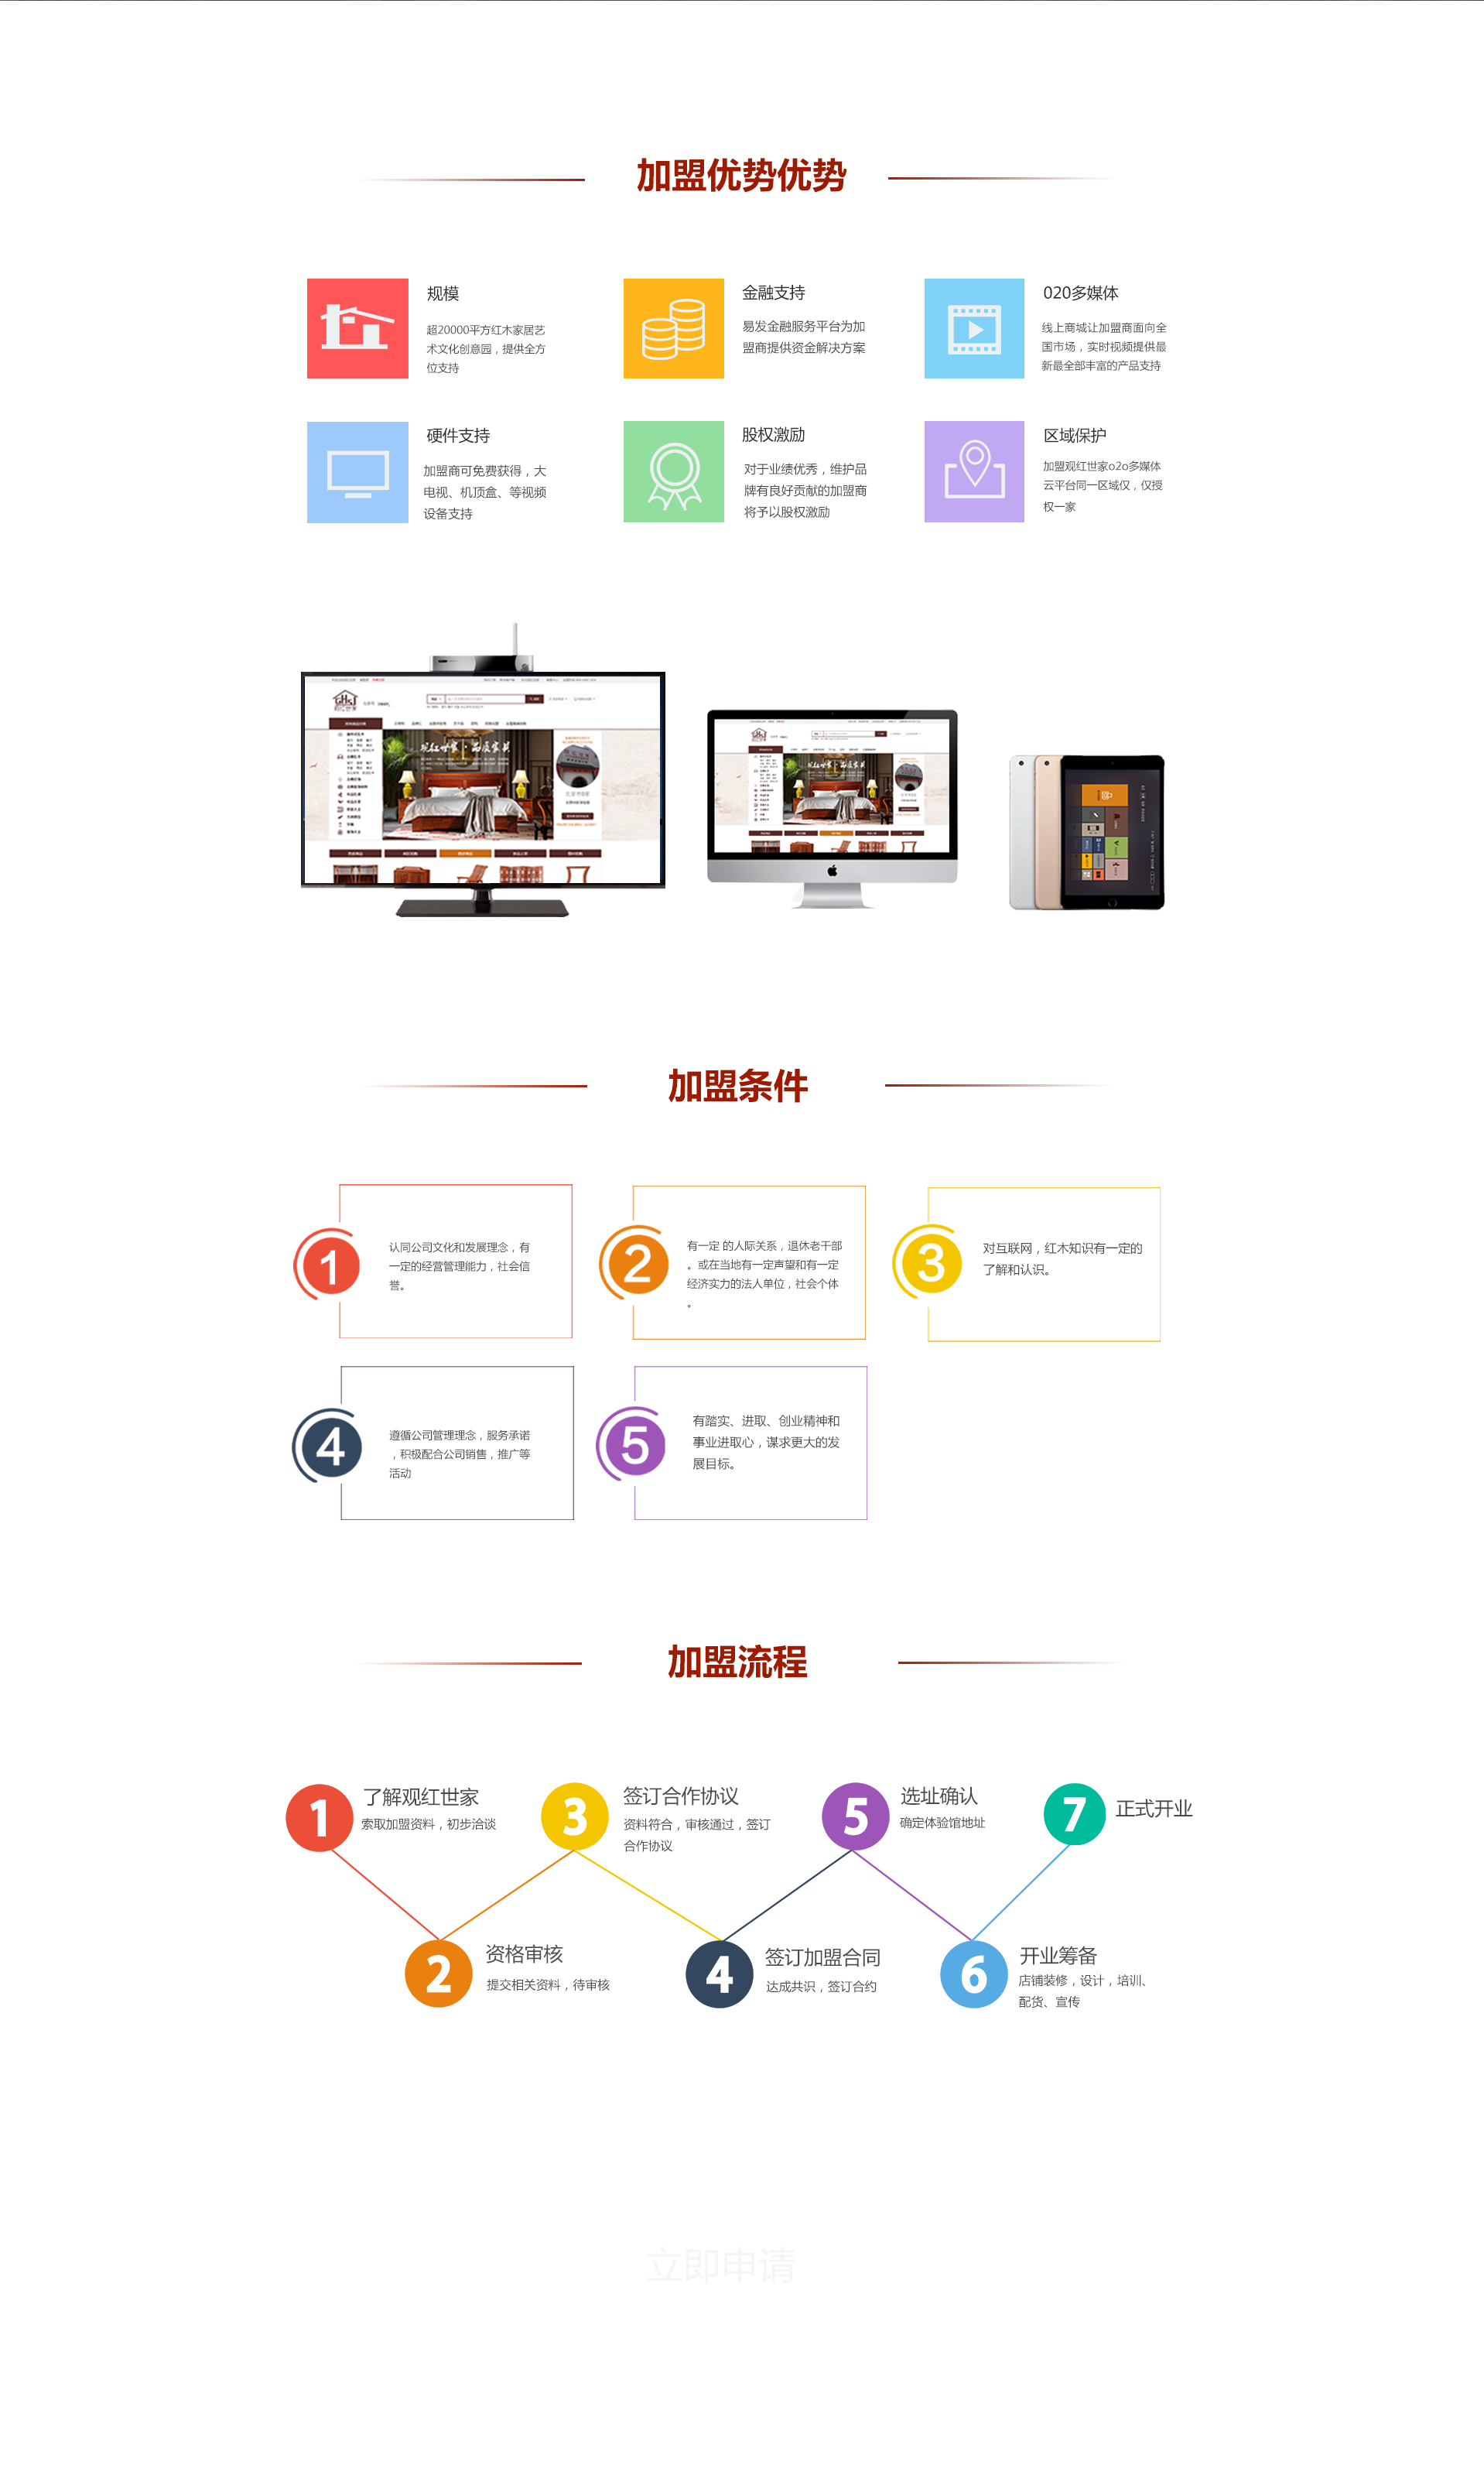 加盟优势优势
规模
超20000平方红木家居艺
术文化创意园，提供全方
位支持
金融支持
易发金融服务平台为加
盟商提供资金解决方案
020多媒体
线上商城让加盟商面向全
国市场，实时视频提供最
新最全部丰富的产品支持
硬件支持
加盟商可免费获得，大
电视、机顶盒、等视频
设备支持
股权激励
对于业绩优秀，维护品
牌有良好贡献的加盟商
将予以股权激励
区域保护
加盟观红世家o2o多媒体
云平台同一区域仅，仅授
权一家
观红世家·品质家具
加盟条件
1
认同公司文化和发展理念，有
一定的经营管理能力，社会信
誉。
2
有一定 的人际关系，退休老干部
。或在当地有一定声望和有一定
经济实力的法人单位，社会个体
。
3
对互联网，红木知识有一定的
了解和认识。
4
遵循公司管理理念，服务承诺
，积极配合公司销售，推广等
活动
5
有踏实、进取、创业精神和
事业进取心，谋求更大的发
展目标。
加盟流程
1
了解观红世家
索取加盟资料，初步洽谈
2
资格审核
提交相关资料，待审核
3
签订合作协议
资料符合，审核通过，签订
合作协议
4
签订加盟合同
达成共识，签订合约
5
选址确认
确定体验馆地址
6
开业筹备
店铺装修，设计，培训、
配货、宣传
7
正式开业
立即申请